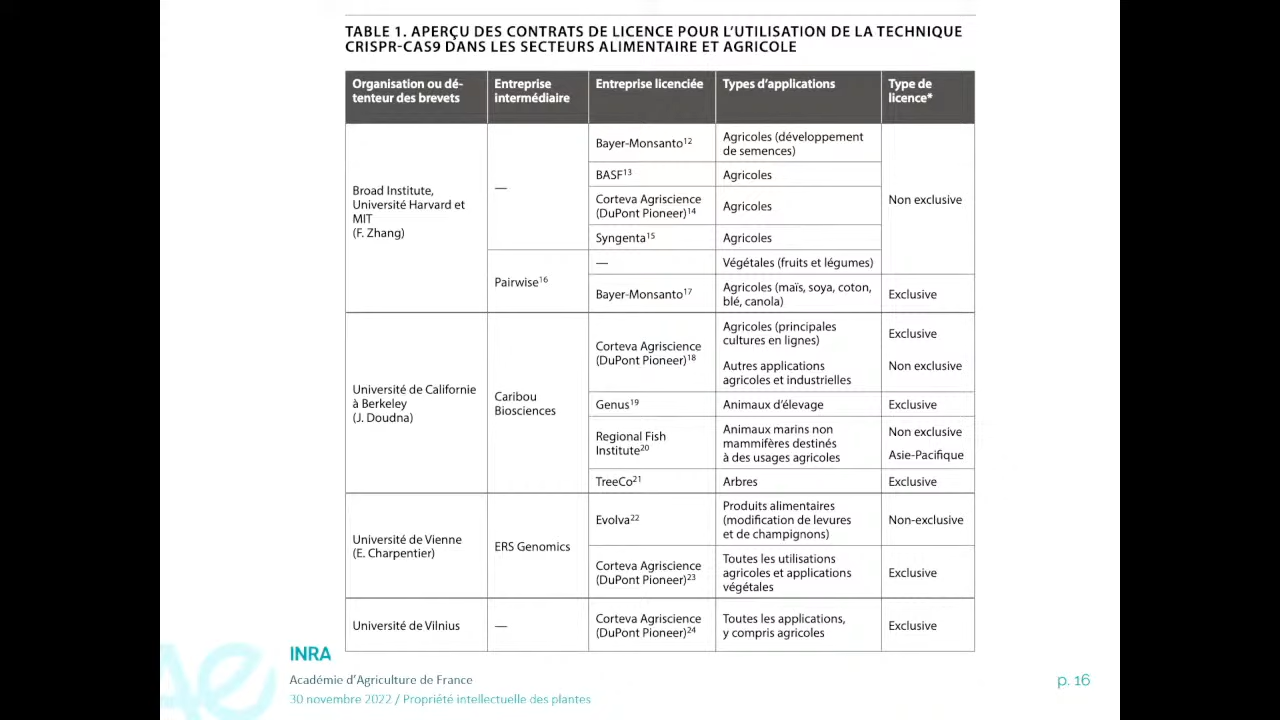 TABLE 1. APERÇU DES CONTRATS DE LICENCE POUR L'UTILISATION DE LA TECHNIQUE
CRISPR-CAS9 DANS LES SECTEURS ALIMENTAIRE ET AGRICOLE
Organisation ou dé-
tenteur des brevets
Entreprise
intermédiaire
Entreprise licenciée
Types d'applications
Type de
licence*
Broad Institute,
Université Harvard et
MIT
(F. Zhang)
—
Bayer-Monsanto¹²
Agricoles (développement
de semences)
Non exclusive
BASF¹³
Agricoles
Corteva Agriscience
(DuPont Pioneer)¹⁴
Agricoles
Syngenta¹⁵
Agricoles
Pairwise¹⁶
—
Végétales (fruits et légumes)
Bayer-Monsanto¹⁷
Agricoles (maïs, soya, coton,
blé, canola)
Exclusive
Université de Californie
à Berkeley
(J. Doudna)
Caribou
Biosciences
Corteva Agriscience
(DuPont Pioneer)¹⁸
Agricoles (principales
cultures en lignes)
Exclusive
Autres applications
agricoles et industrielles
Non exclusive
Genus¹⁹
Animaux d'élevage
Exclusive
Regional Fish
Institute²⁰
Animaux marins non
mammifères destinés
à des usages agricoles
Non exclusive
Asie-Pacifique
TreeCo²¹
Arbres
Exclusive
Université de Vienne
(E. Charpentier)
ERS Genomics
Evolva²²
Produits alimentaires
(modification de levures
et de champignons)
Non-exclusive
Corteva Agriscience
(DuPont Pioneer)²³
Toutes les utilisations
agricoles et applications
végétales
Exclusive
Université de Vilnius
—
Corteva Agriscience
(DuPont Pioneer)²⁴
Toutes les applications,
y compris agricoles
Exclusive
INRA
Académie d'Agriculture de France
30 novembre 2022 / Propriété intellectuelle des plantes
p. 16